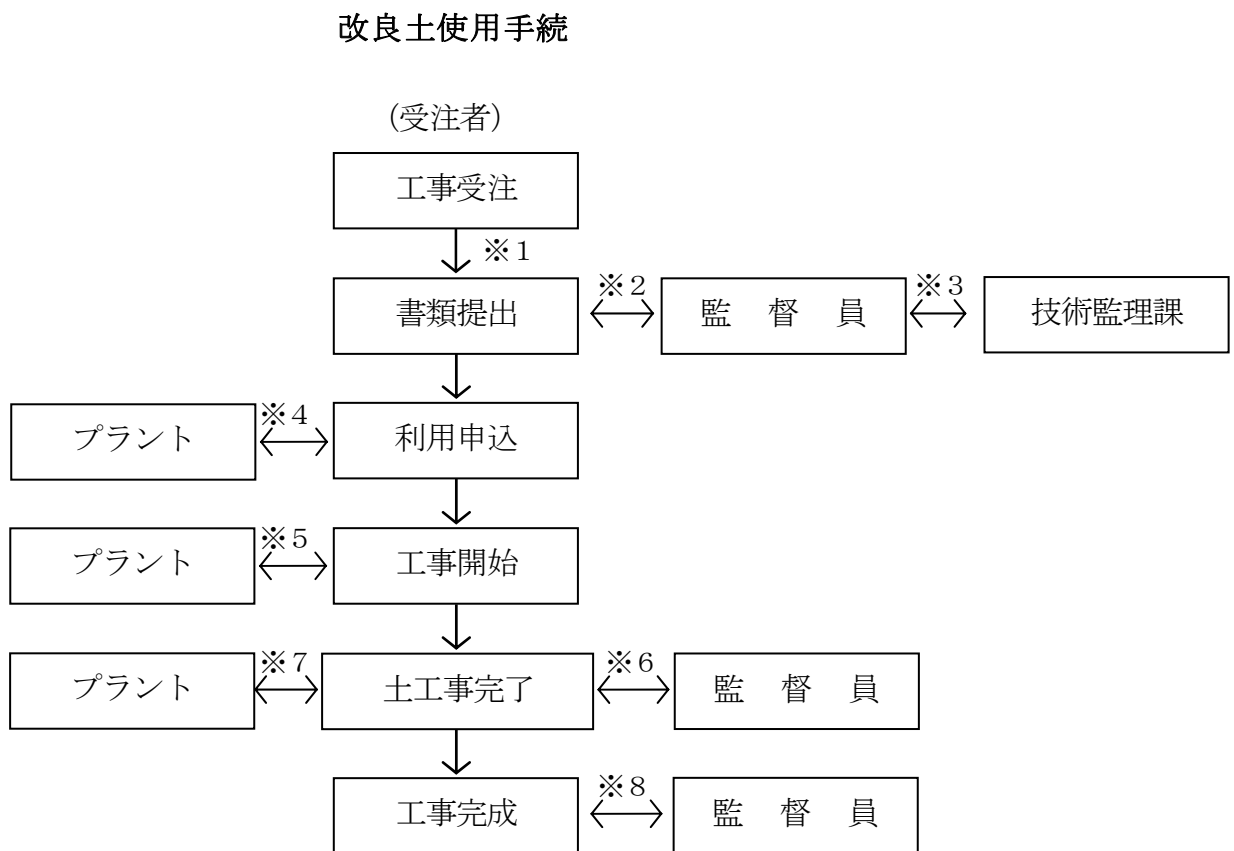 改良土使用手続
(受注者)
工事受注
※1
書類提出 ※2 監 督 員 ※3 技術監理課
プラント ※4 利用申込
プラント ※5 工事開始
プラント ※7 土工事完了 ※6 監 督 員
工事完成 ※8 監 督 員